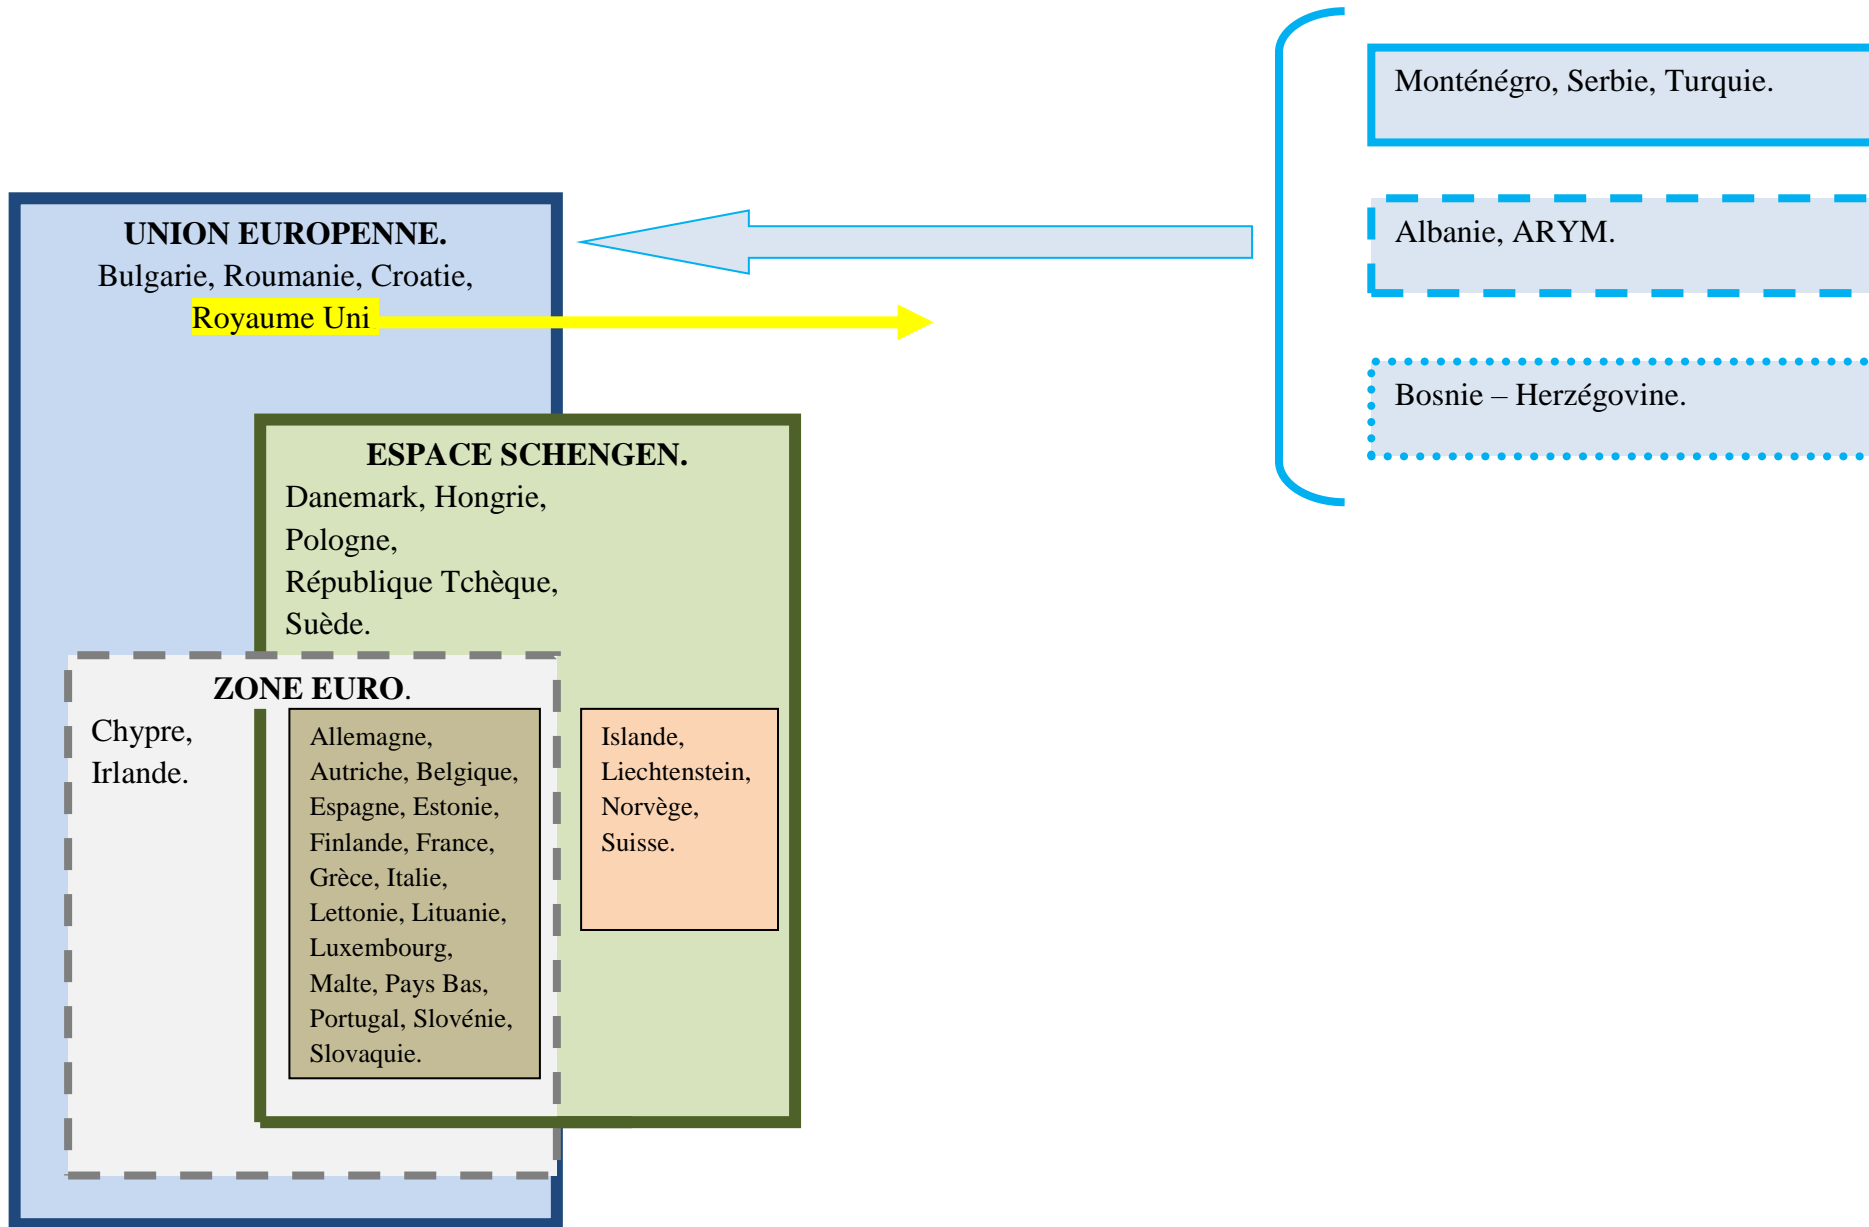 Monténégro, Serbie, Turquie.
Albanie, ARYM.
Bosnie – Herzégovine.
UNION EUROPENNE.
Bulgarie, Roumanie, Croatie,
Royaume Uni
ESPACE SCHENGEN.
Danemark, Hongrie,
Pologne,
République Tchèque,
Suède.
ZONE EURO.
Chypre,
Irlande.
Allemagne,
Autriche, Belgique,
Espagne, Estonie,
Finlande, France,
Grèce, Italie,
Lettonie, Lituanie,
Luxembourg,
Malte, Pays Bas,
Portugal, Slovénie,
Slovaquie.
Islande,
Liechtenstein,
Norvège,
Suisse.